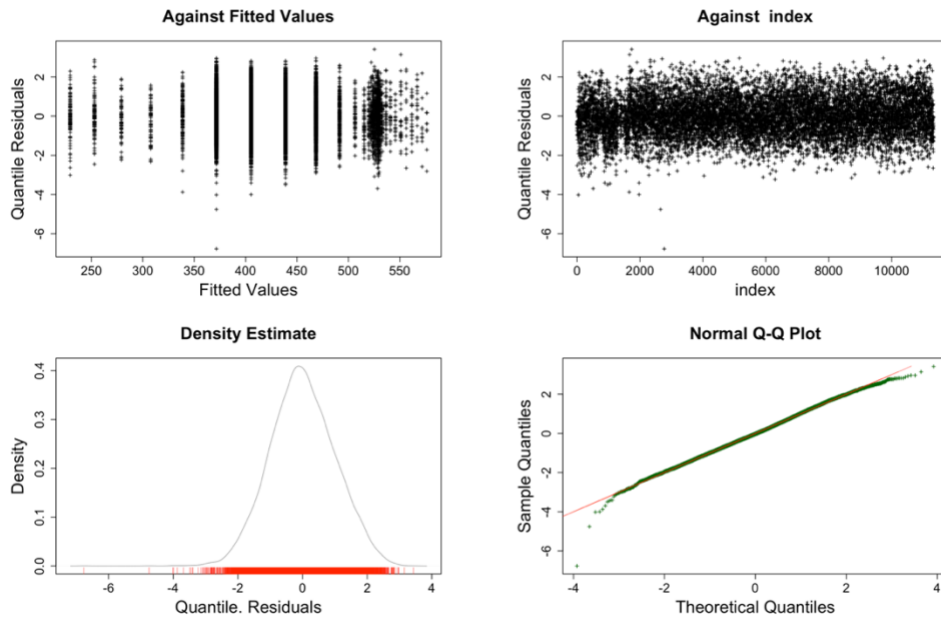 Against Fitted Values
Quantile Residuals
2
0
-2
-4
-6
250 300 350 400 450 500 550
Fitted Values
Against index
Quantile Residuals
2
0
-2
-4
-6
0 2000 4000 6000 8000 10000
index
Density Estimate
Density
0.4
0.3
0.2
0.1
0.0
-6 -4 -2 0 2 4
Quantile. Residuals
Normal Q-Q Plot
Sample Quantiles
2
0
-2
-4
-6
-4 -2 0 2 4
Theoretical Quantiles